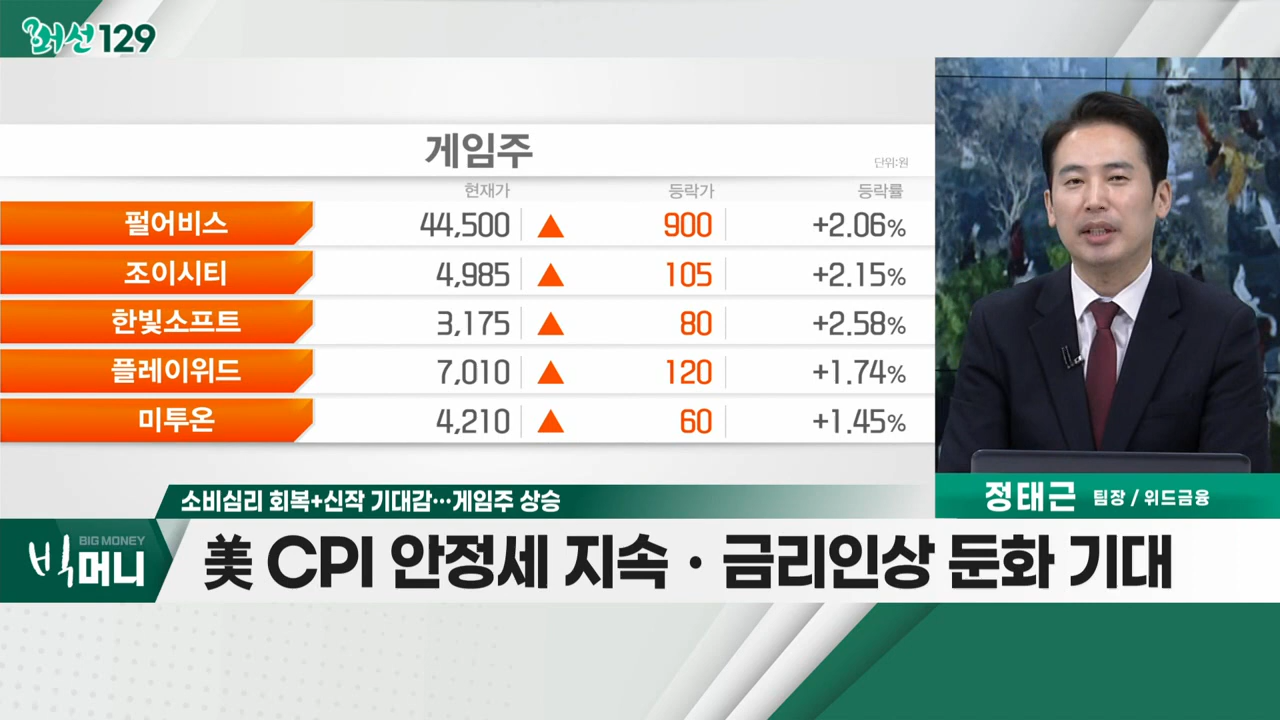 머선129
게임주
단위:원
현재가 등락가 등락률
펄어비스 44,500 ▲ 900 +2.06%
조이시티 4,985 ▲ 105 +2.15%
한빛소프트 3,175 ▲ 80 +2.58%
플레이위드 7,010 ▲ 120 +1.74%
미투온 4,210 ▲ 60 +1.45%
정태근 팀장 / 위드금융
소비심리 회복+신작 기대감…게임주 상승
BIG MONEY
빅머니
美 CPI 안정세 지속·금리인상 둔화 기대